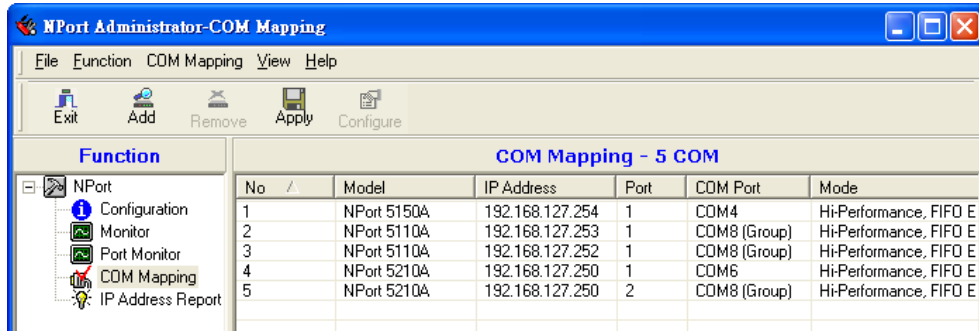 NPort Administrator-COM Mapping
File Function COM Mapping View Help
Exit Add Remove Apply Configure
Function
COM Mapping - 5 COM
NPort
Configuration
Monitor
Port Monitor
COM Mapping
IP Address Report
No Model IP Address Port COM Port Mode
1 NPort 5150A 192.168.127.254 1 COM4 Hi-Performance, FIFO E
2 NPort 5110A 192.168.127.253 1 COM8 (Group) Hi-Performance, FIFO E
3 NPort 5110A 192.168.127.252 1 COM8 (Group) Hi-Performance, FIFO E
4 NPort 5210A 192.168.127.250 1 COM6 Hi-Performance, FIFO E
5 NPort 5210A 192.168.127.250 2 COM8 (Group) Hi-Performance, FIFO E